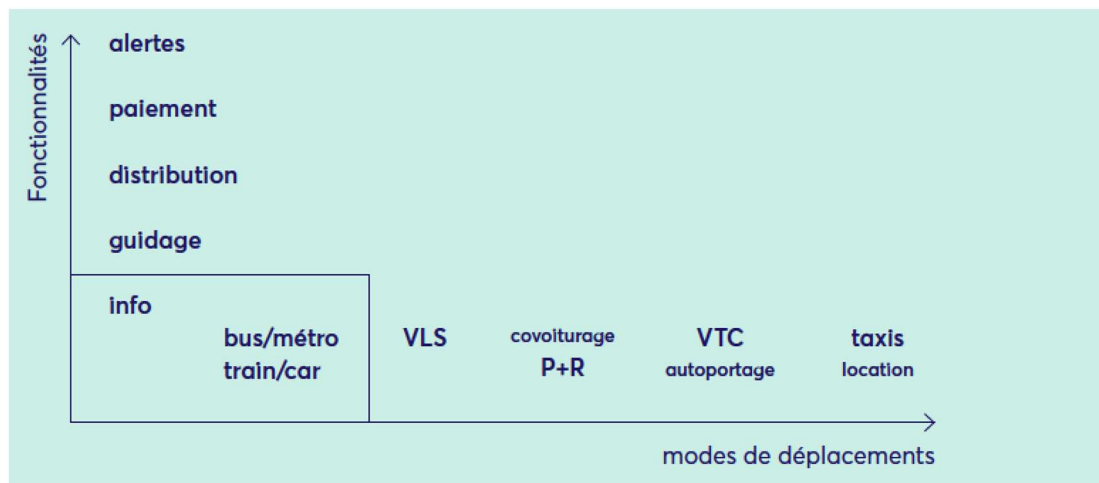 Fonctionnalités
alertes
paiement
distribution
guidage
info
bus/métro
train/car
VLS
covoiturage
P+R
VTC
autoportage
taxis
location
modes de déplacements